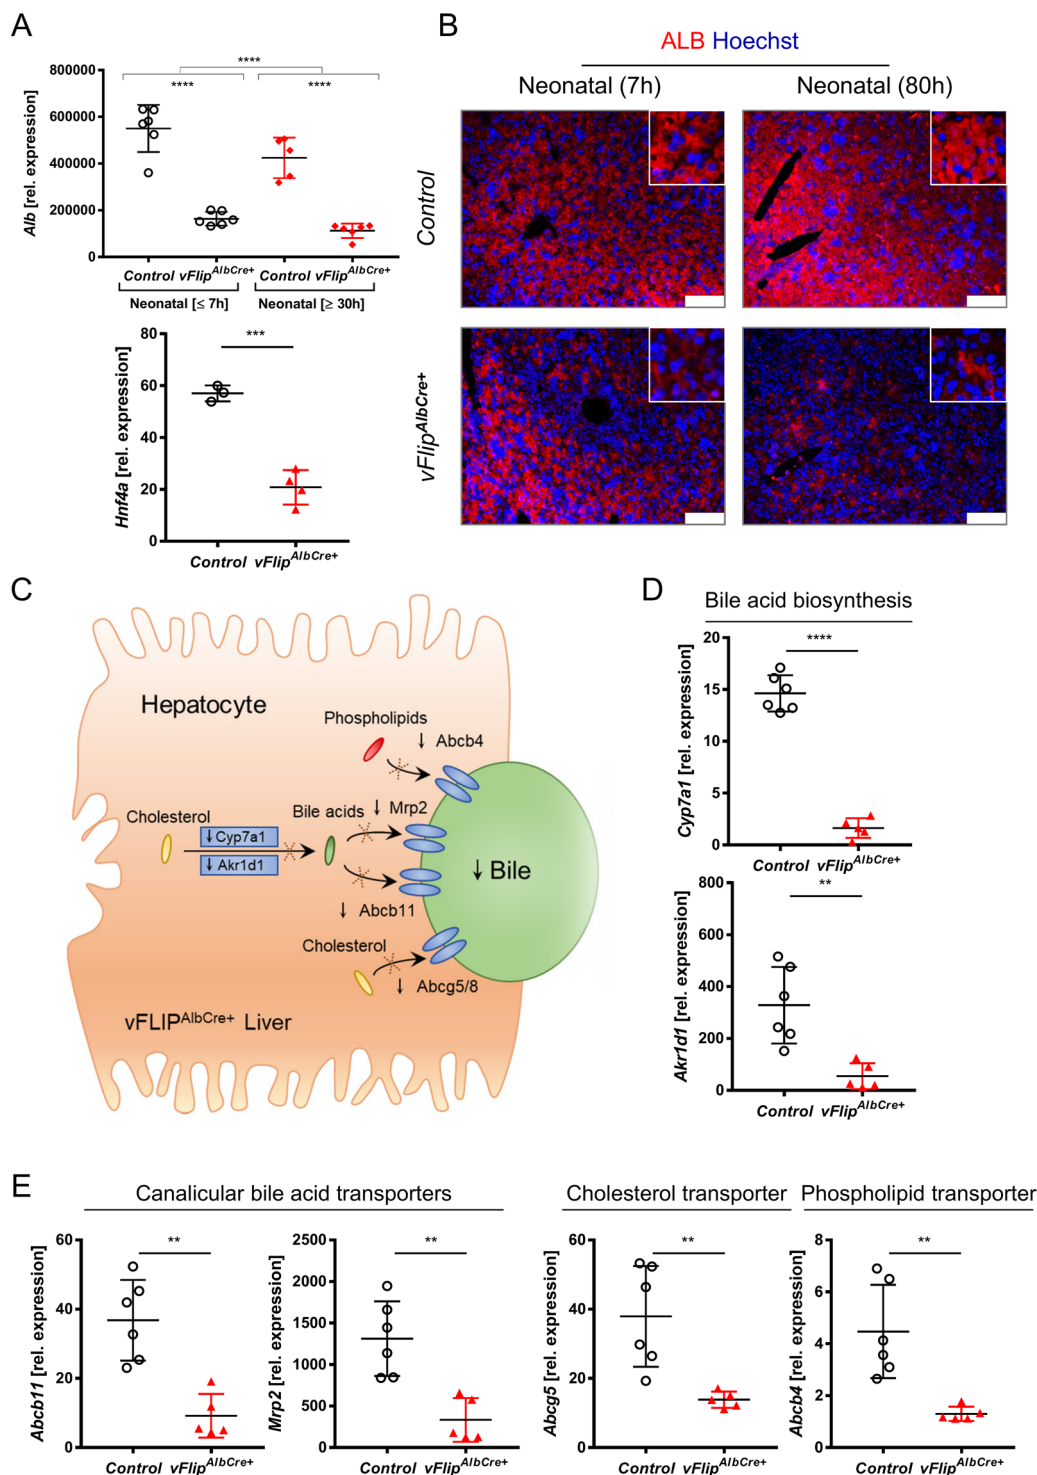 A
****
****
****
800000
600000
400000
200000
0
Alb [rel. expression]
Control vFlip^AlbCre+ Control vFlip^AlbCre+
Neonatal [≤ 7h] Neonatal [≥ 30h]
***
80
60
40
20
0
Hnf4a [rel. expression]
Control vFlip^AlbCre+
B
ALB Hoechst
Neonatal (7h) Neonatal (80h)
Control
vFlip^AlbCre+
C
Hepatocyte
Phospholipids
↓ Abcb4
Cholesterol
↓ Cyp7a1
↓ Akr1d1
Bile acids
↓ Mrp2
↓ Bile
↓ Abcb11
Cholesterol
↓ Abcg5/8
vFLIP^AlbCre+ Liver
D
Bile acid biosynthesis
****
20
15
10
5
0
Cyp7a1 [rel. expression]
Control vFlip^AlbCre+
**
800
600
400
200
0
Akr1d1 [rel. expression]
Control vFlip^AlbCre+
E
Canalicular bile acid transporters
**
60
40
20
0
Abcb11 [rel. expression]
Control vFlip^AlbCre+
**
2500
2000
1500
1000
500
0
Mrp2 [rel. expression]
Control vFlip^AlbCre+
Cholesterol transporter
**
60
40
20
0
Abcg5 [rel. expression]
Control vFlip^AlbCre+
Phospholipid transporter
**
8
6
4
2
0
Abcb4 [rel. expression]
Control vFlip^AlbCre+